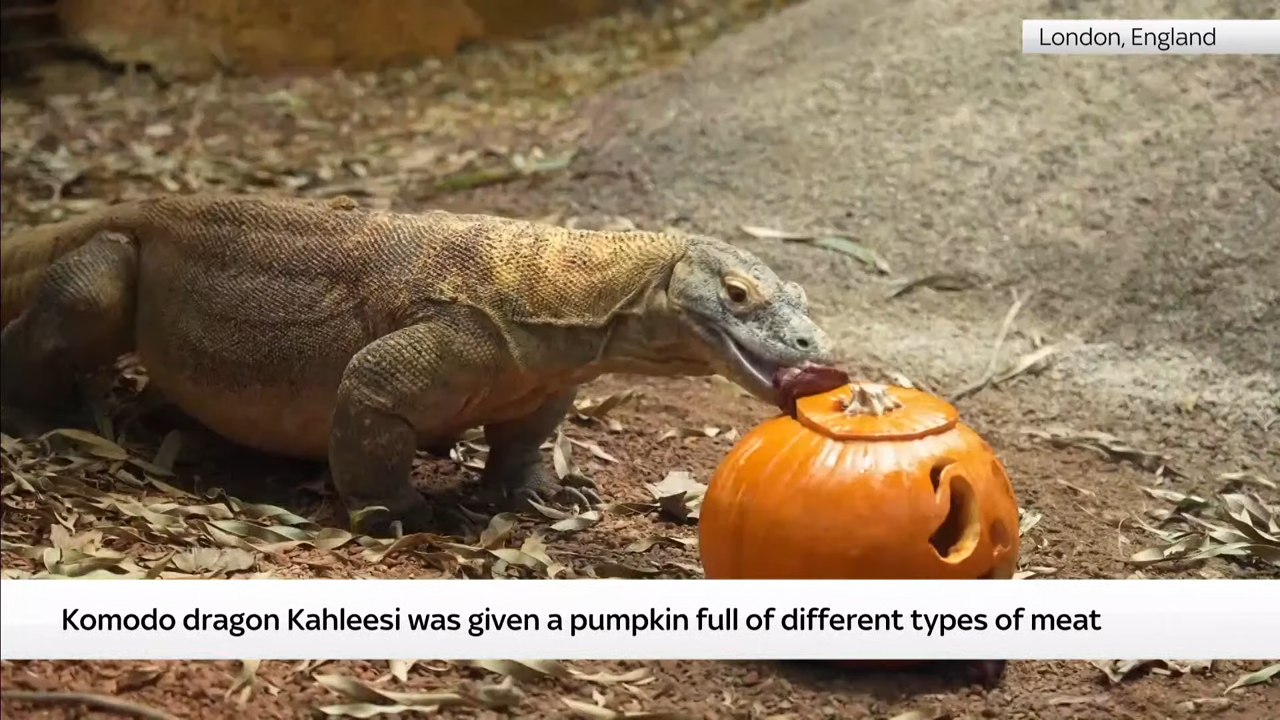 London, England
Komodo dragon Kahleesi was given a pumpkin full of different types of meat